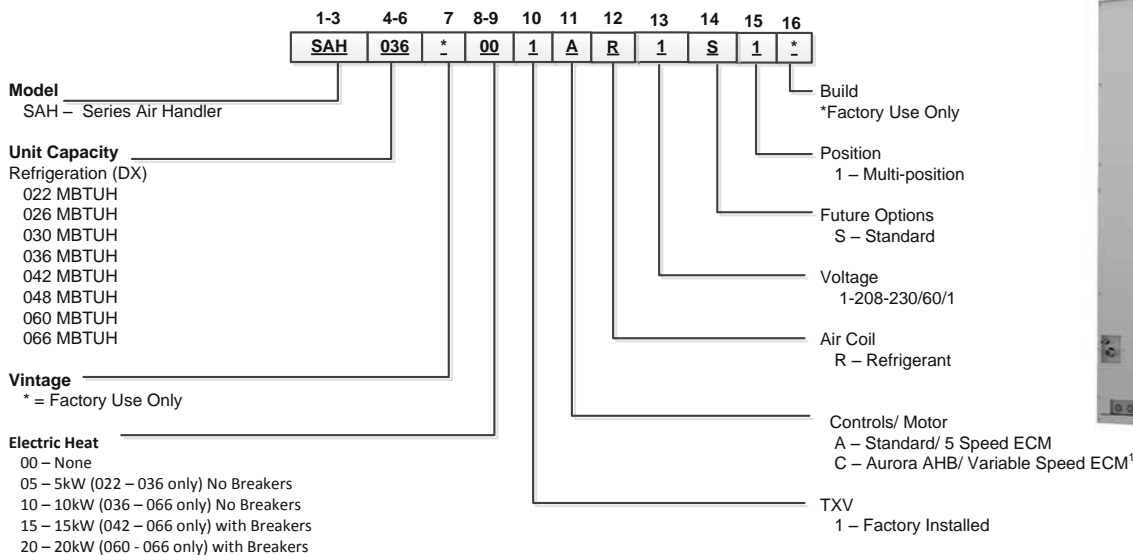 1-3 4-6 7 8-9 10 11 12 13 14 15 16
SAH 036 * 00 1 A R 1 S 1 *
Model
SAH – Series Air Handler
Unit Capacity
Refrigeration (DX)
022 MBTUH
026 MBTUH
030 MBTUH
036 MBTUH
042 MBTUH
048 MBTUH
060 MBTUH
066 MBTUH
Vintage
* = Factory Use Only
Electric Heat
00 – None
05 – 5kW (022 – 036 only) No Breakers
10 – 10kW (036 – 066 only) No Breakers
15 – 15kW (042 – 066 only) with Breakers
20 – 20kW (060 - 066 only) with Breakers
Build
*Factory Use Only
Position
1 – Multi-position
Future Options
S – Standard
Voltage
1-208-230/60/1
Air Coil
R – Refrigerant
Controls/ Motor
A – Standard/ 5 Speed ECM
C – Aurora AHB/ Variable Speed ECM¹
TXV
1 – Factory Installed